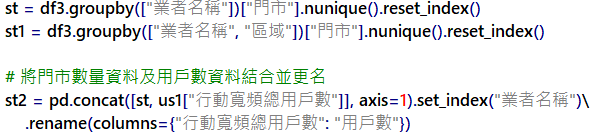 st = df3.groupby(["業者名稱"])["門市"].nunique().reset_index()
st1 = df3.groupby(["業者名稱", "區域"])["門市"].nunique().reset_index()
# 將門市數量資料及用戶數資料結合並更名
st2 = pd.concat([st, us1["行動寬頻總用戶數"]], axis=1).set_index("業者名稱")\
.rename(columns={"行動寬頻總用戶數": "用戶數"})